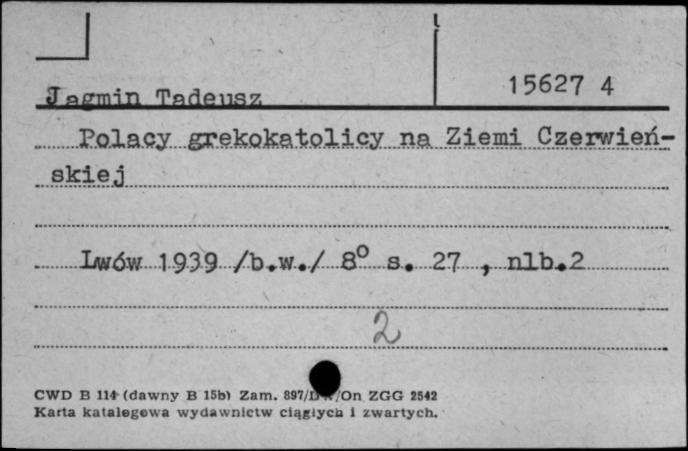 15627 4
Jagmin Tadeusz
Polacy grekokatolicy na Ziemi Czerwień-
skiej
Lwów 1939 /b.w./ 8° s. 27 , nlb.2
2
CWD B 114 (dawny B 15b) Zam. 897/ /On ZGG 2542
Karta katalogowa wydawnictw ciągłych i zwartych.